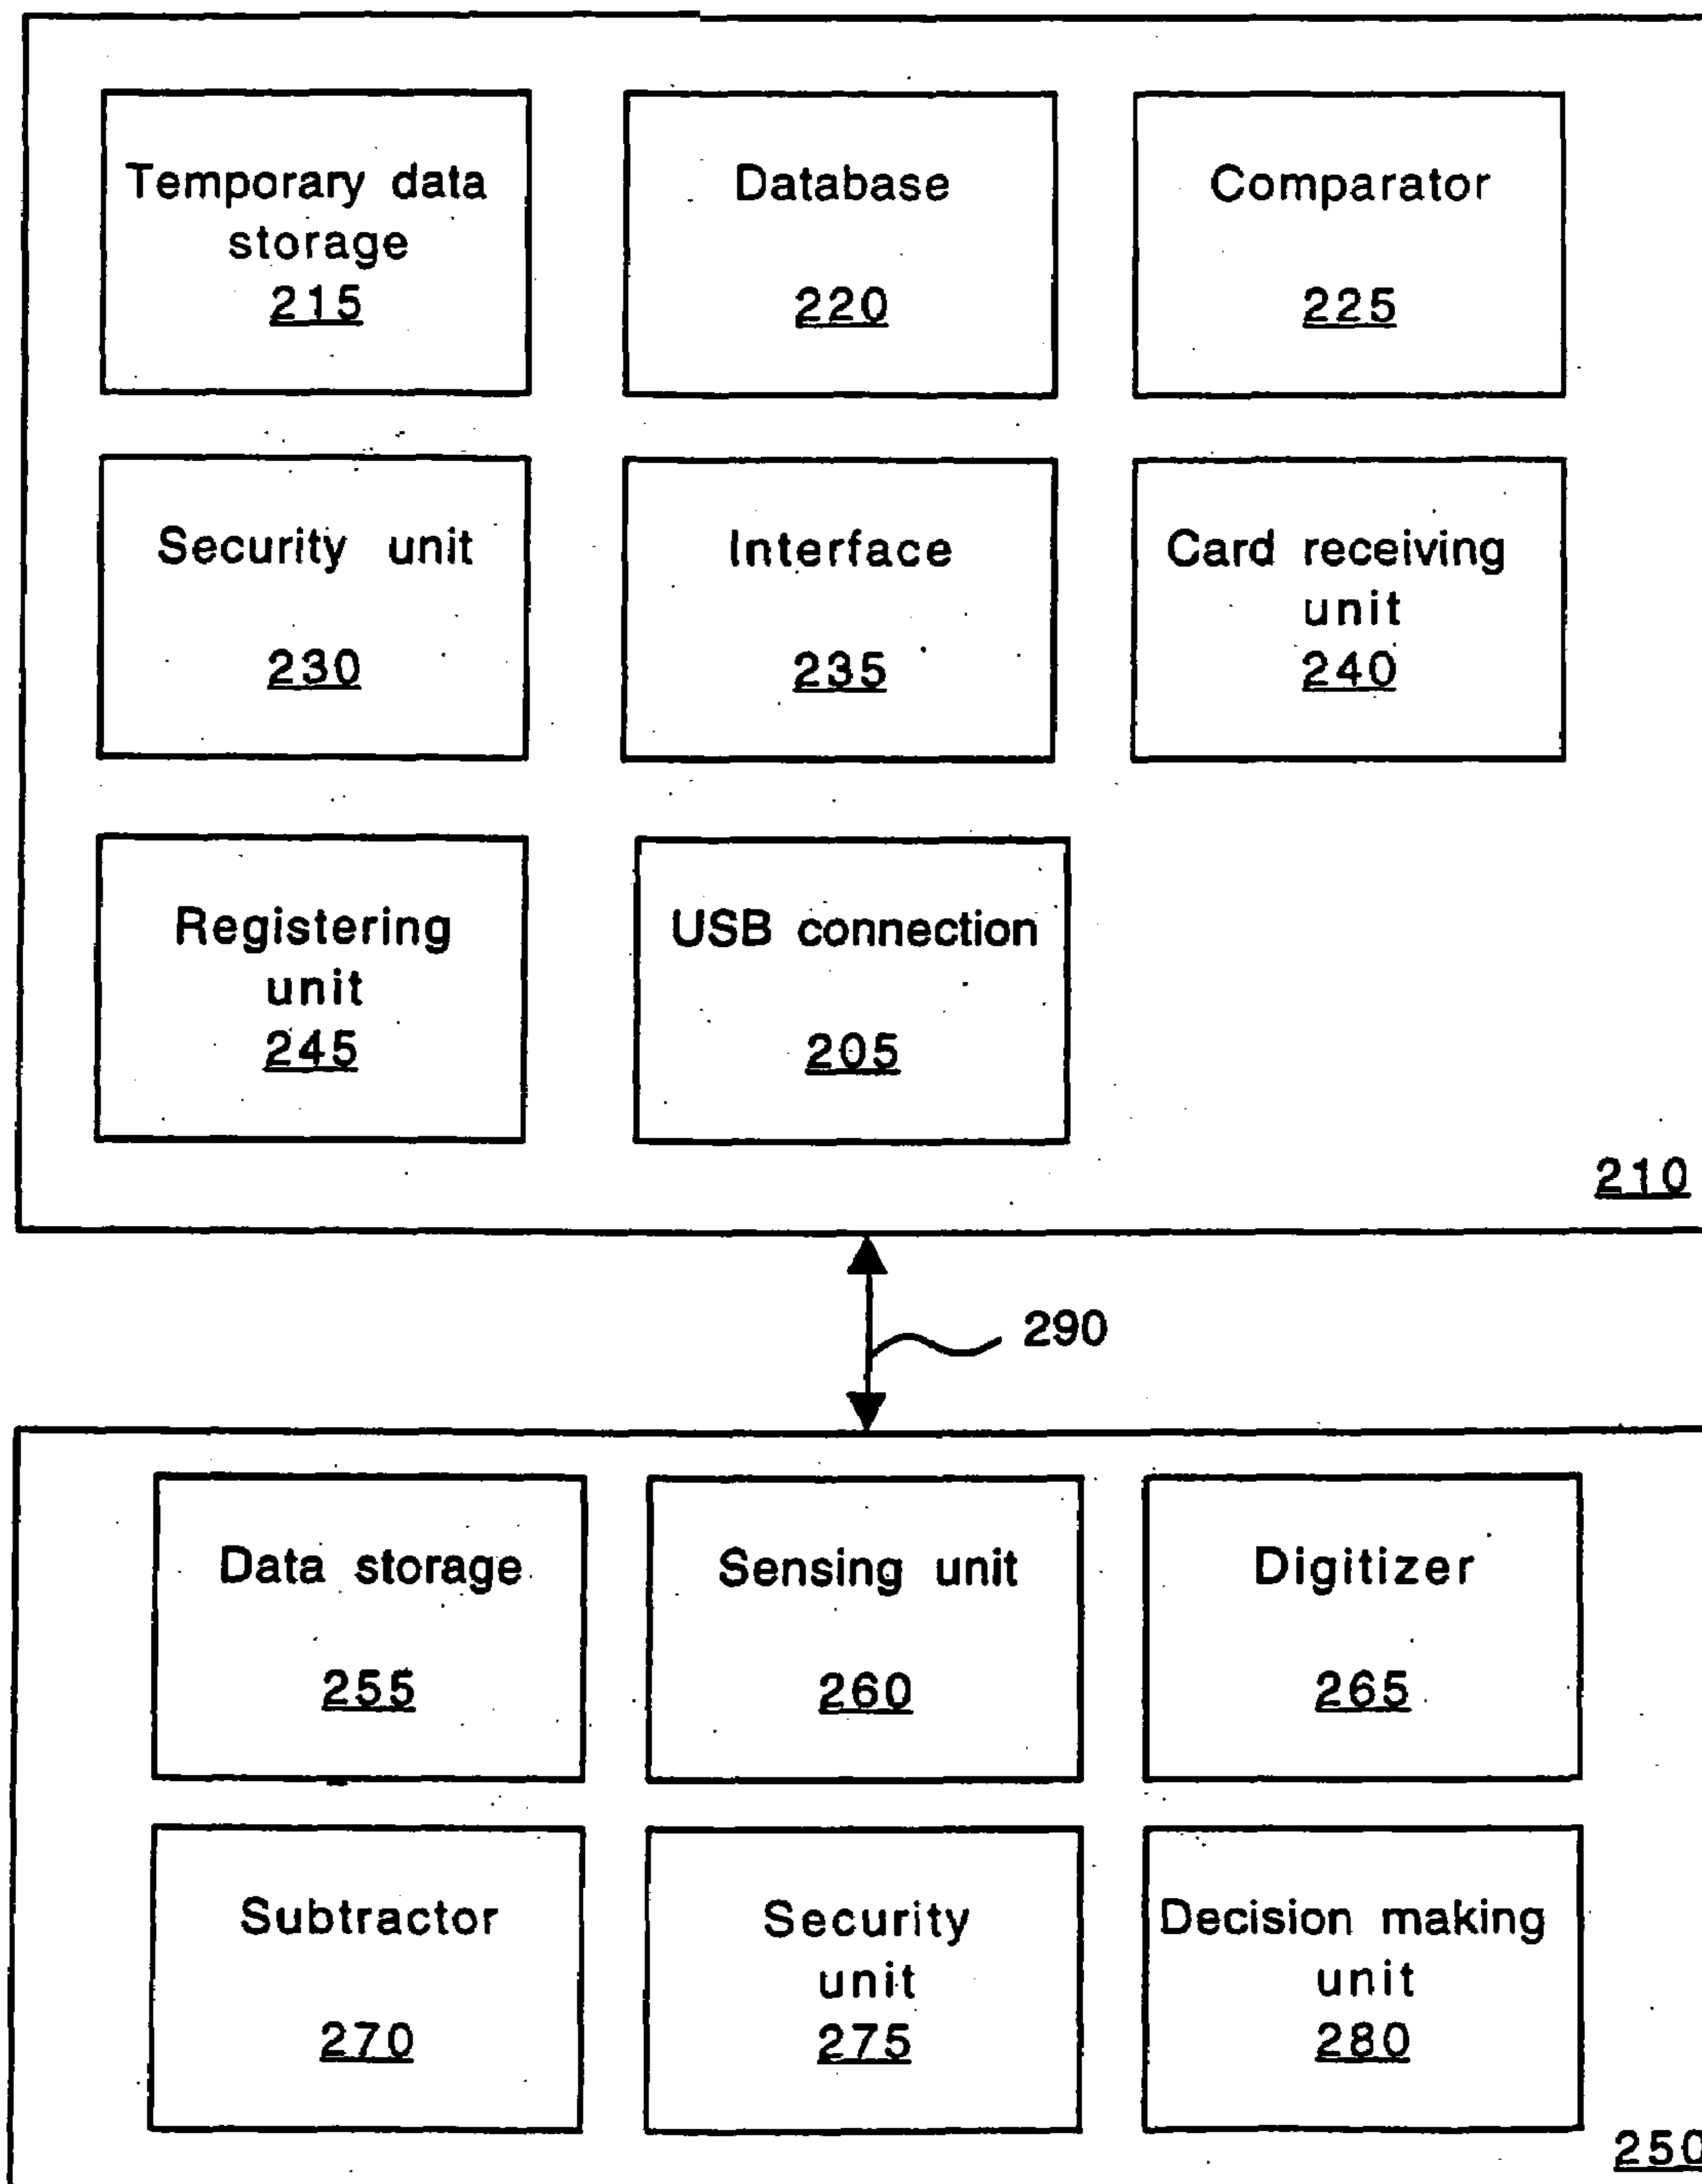 Temporary data
storage
215
Database
220
Comparator
225
Security unit
230
Interface
235
Card receiving
unit
240
Registering
unit
245
USB connection
205
210
290
Data storage
255
Sensing unit
260
Digitizer
265
Subtractor
270
Security
unit
275
Decision making
unit
280
250